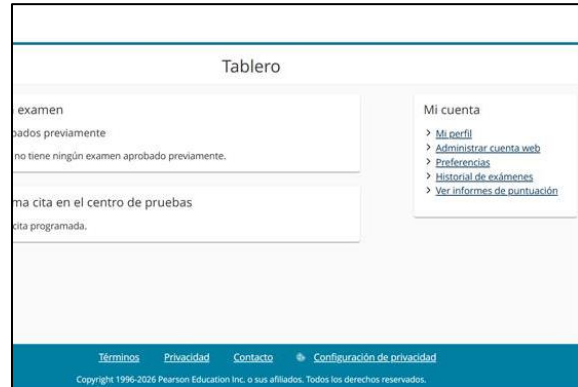 Tablero
examen
bados previamente
no tiene ningún examen aprobado previamente.
ma cita en el centro de pruebas
cita programada.
Mi cuenta
Mi perfil
Administrar cuenta web
Preferencias
Historial de exámenes
Ver informes de puntuación
Términos Privacidad Contacto Configuración de privacidad
Copyright 1996-2026 Pearson Education Inc. o sus afiliados. Todos los derechos reservados.